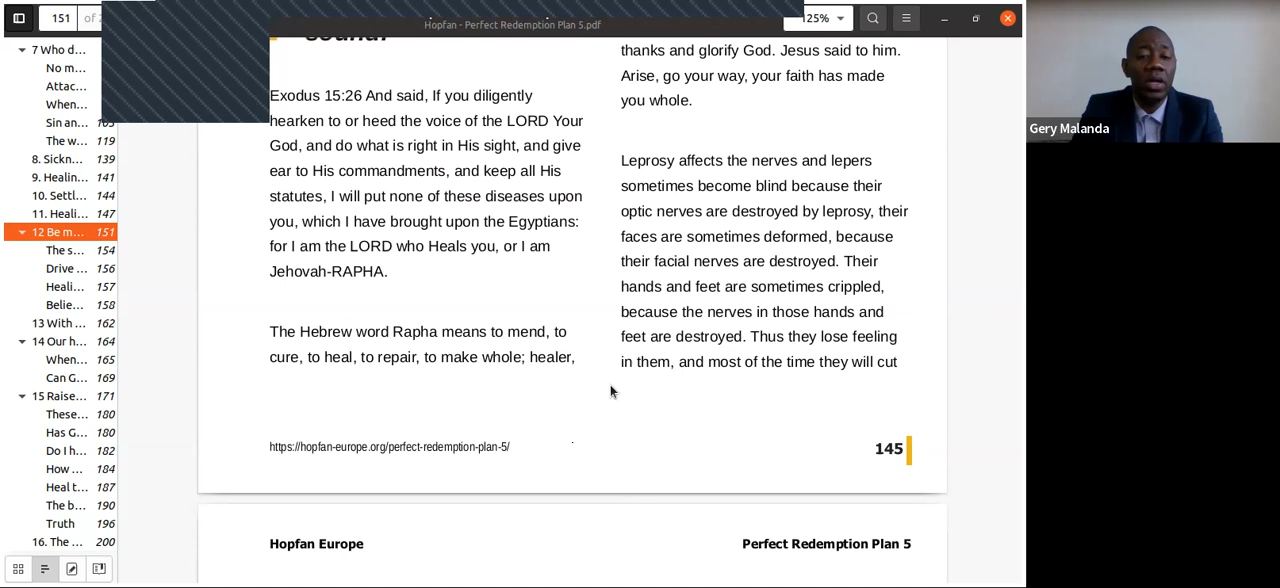 151
of
Hopfan - Perfect Redemption Plan 5.pdf
125%
7 Who d...
No m...
Attac...
When...
Sin an...
The w... 119
8. Sickn... 139
9. Healin... 141
10. Settl... 144
11. Heali... 147
12 Be m... 151
The s... 154
Drive ... 156
Heali... 157
Belie... 158
13 With ... 162
14 Our h... 164
When... 165
Can G... 169
15 Raise... 171
These... 180
Has G... 180
Do I h... 182
How ... 184
Heal t... 187
The b... 190
Truth 196
16. The ... 200
Exodus 15:26 And said, If you diligently
hearken to or heed the voice of the LORD Your
God, and do what is right in His sight, and give
ear to His commandments, and keep all His
statutes, I will put none of these diseases upon
you, which I have brought upon the Egyptians:
for I am the LORD who Heals you, or I am
Jehovah-RAPHA.
The Hebrew word Rapha means to mend, to
cure, to heal, to repair, to make whole; healer,
thanks and glorify God. Jesus said to him.
Arise, go your way, your faith has made
you whole.
Leprosy affects the nerves and lepers
sometimes become blind because their
optic nerves are destroyed by leprosy, their
faces are sometimes deformed, because
their facial nerves are destroyed. Their
hands and feet are sometimes crippled,
because the nerves in those hands and
feet are destroyed. Thus they lose feeling
in them, and most of the time they will cut
https://hopfan-europe.org/perfect-redemption-plan-5/
145
Hopfan Europe
Perfect Redemption Plan 5
Gery Malanda